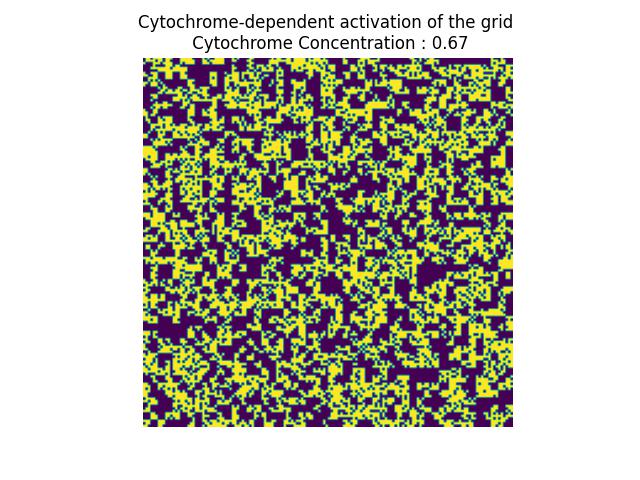 Cytochrome-dependent activation of the grid
Cytochrome Concentration : 0.67